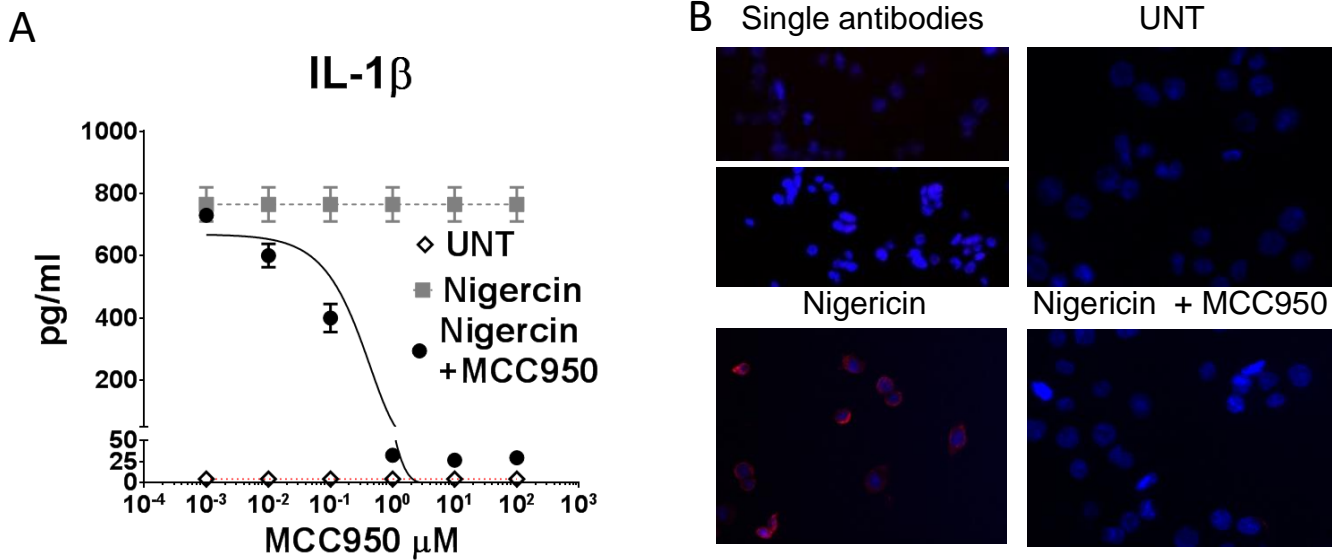 A
IL-1β
pg/ml
1000
800
600
400
200
50
25
0
UNT
Nigercin
Nigercin
+MCC950
10-4 10-3 10-2 10-1 100 101 102 103
MCC950 μM
B
Single antibodies
UNT
Nigericin
Nigericin + MCC950